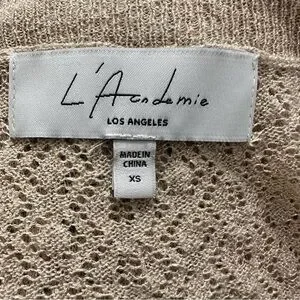 L'Academie
LOS ANGELES
MADE IN
CHINA
XS